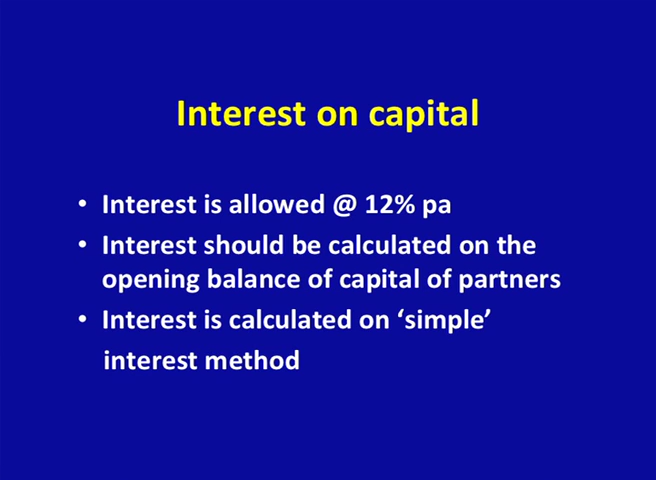 Interest on capital
• Interest is allowed @ 12% pa
• Interest should be calculated on the
opening balance of capital of partners
• Interest is calculated on ‘simple’
interest method